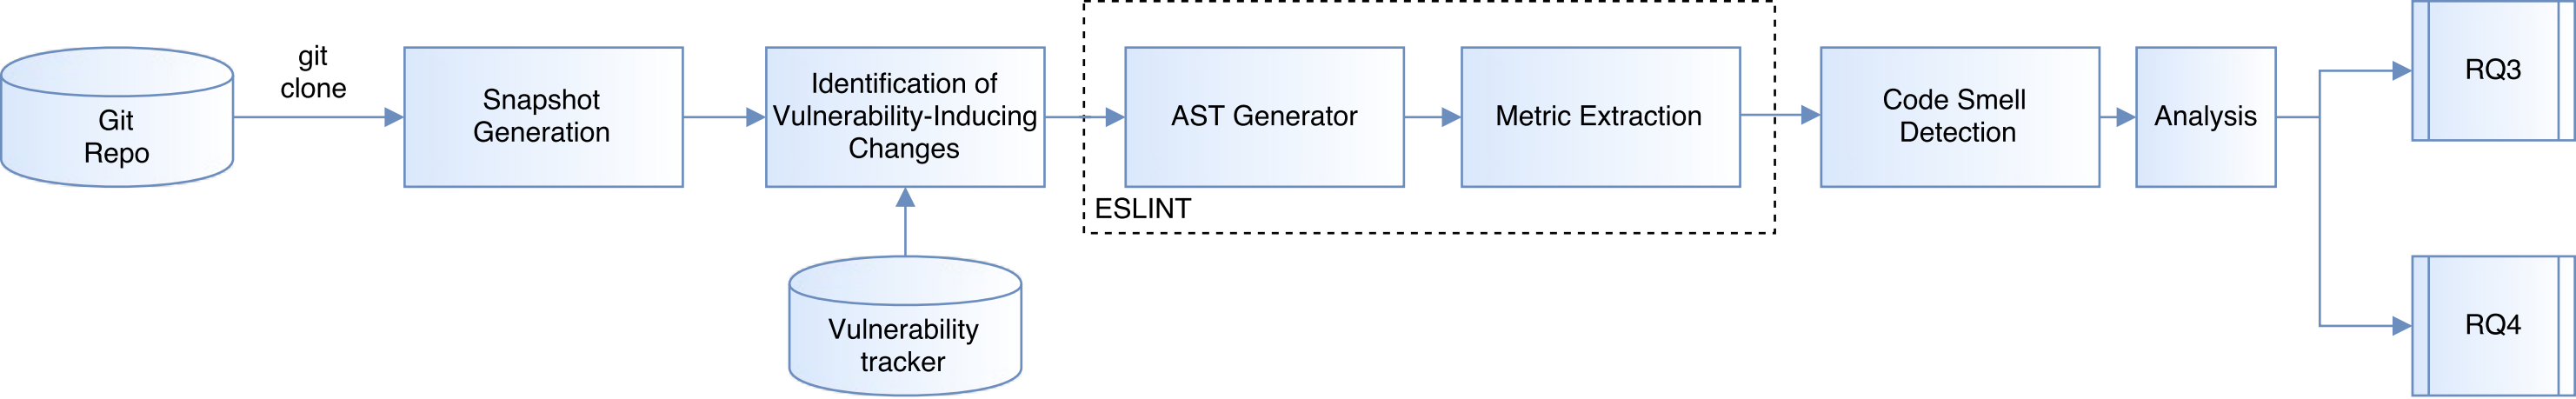 git
clone
Git
Repo
Snapshot
Generation
Identification of
Vulnerability-Inducing
Changes
Vulnerability
tracker
AST Generator
Metric Extraction
ESLINT
Code Smell
Detection
Analysis
RQ3
RQ4